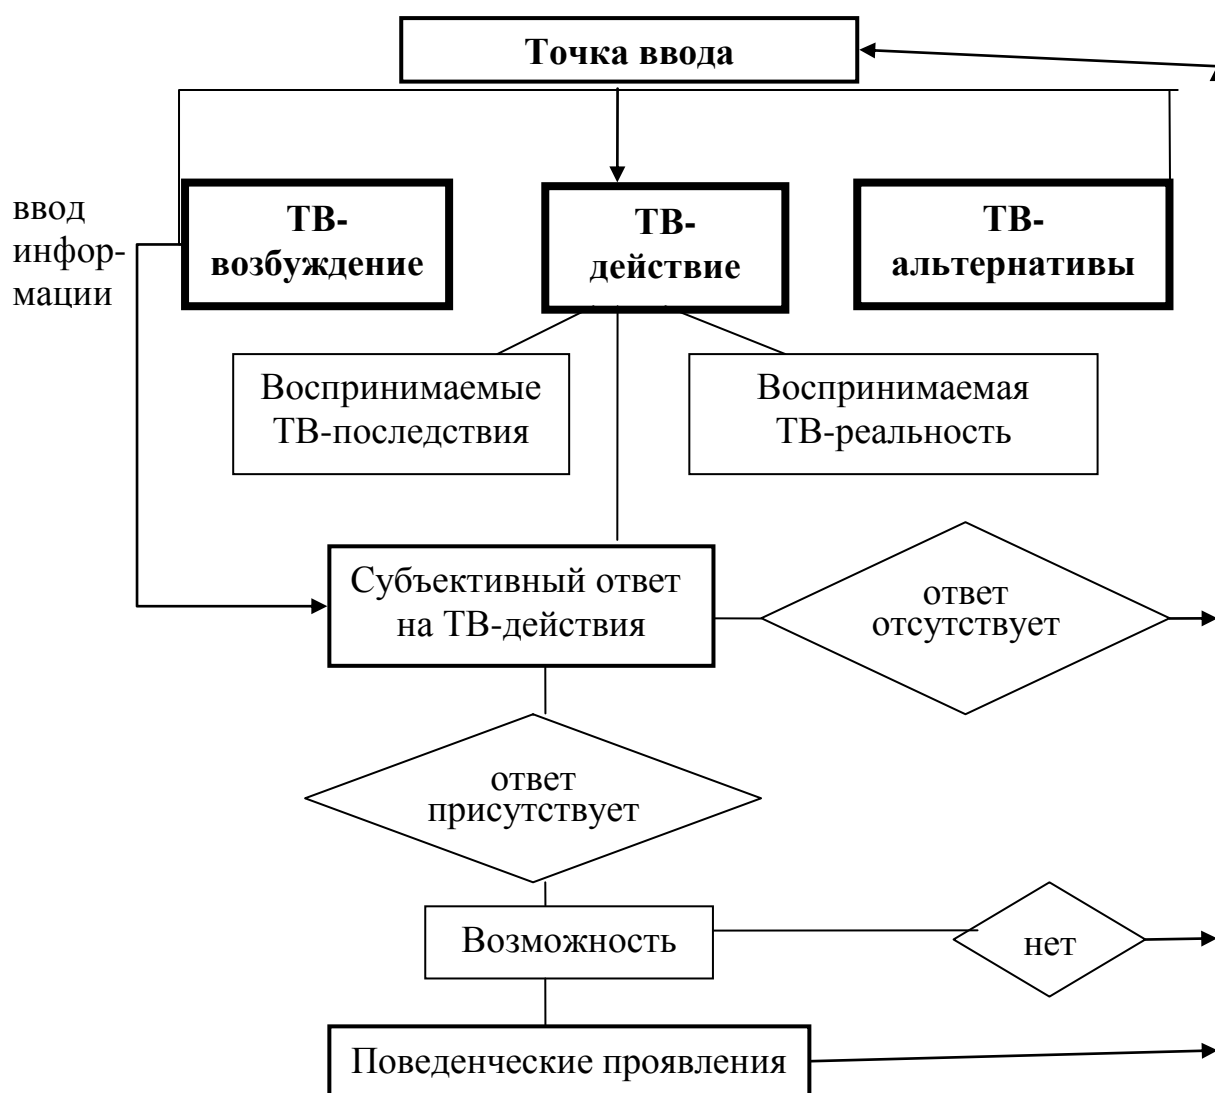 Точка ввода
ввод
инфор-
мации
ТВ-
возбуждение
ТВ-
действие
ТВ-
альтернативы
Воспринимаемые
ТВ-последствия
Воспринимаемая
ТВ-реальность
Субъективный ответ
на ТВ-действия
ответ
отсутствует
ответ
присутствует
Возможность
нет
Поведенческие проявления